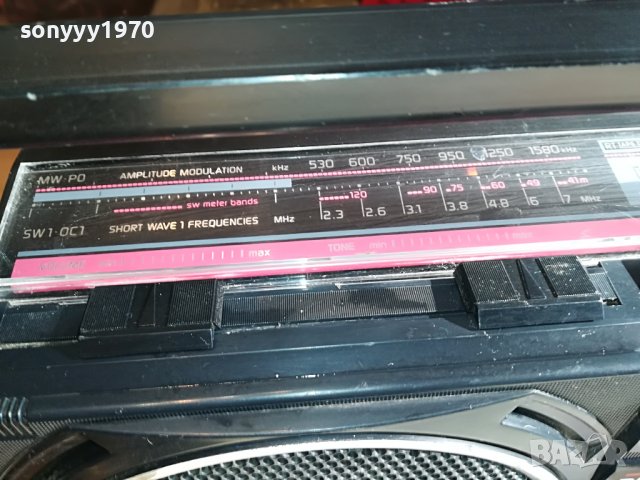 sonyyy1970
MW·PO AMPLITUDE MODULATION kHz 530 600 750 950 1250 1580 kHz
sw meter bands 120 90 75 60 49 41m
SW1·OC1 SHORT WAVE 1 FREQUENCIES MHz 2.3 2.6 3.1 3.8 4.8 6 7 MHz
max TONE min max
BAZAR